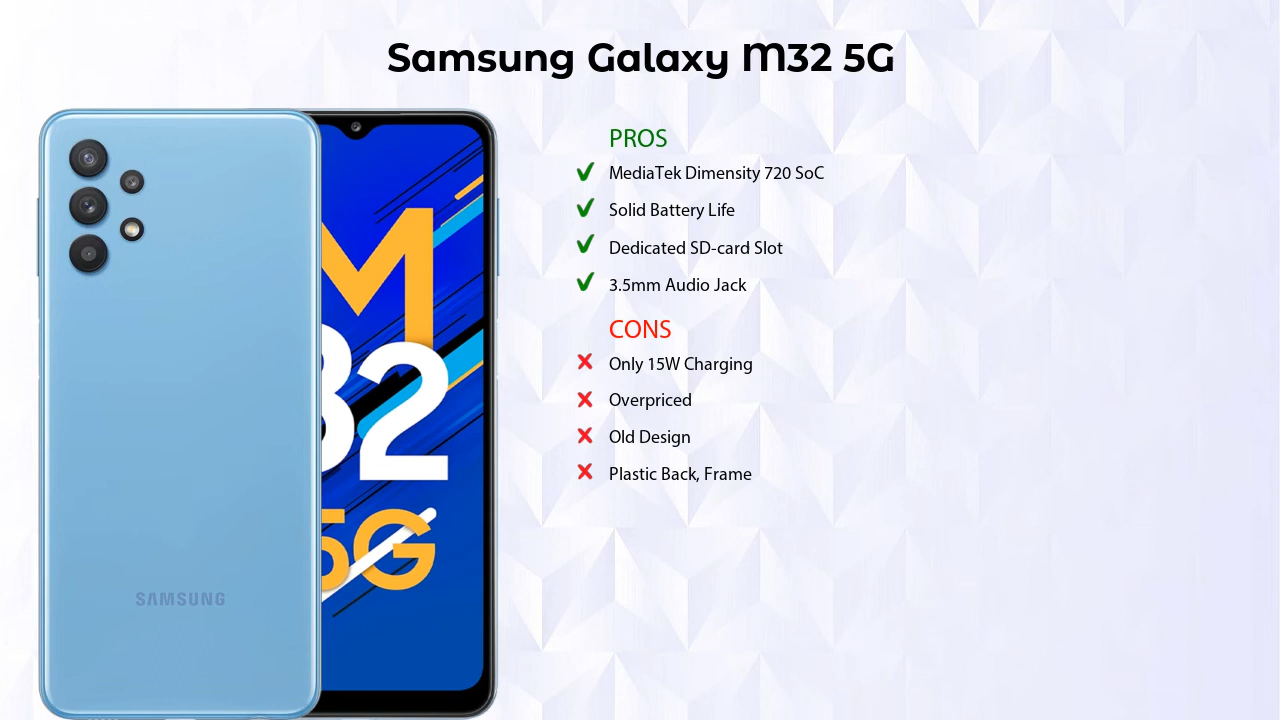 Samsung Galaxy M32 5G
PROS
MediaTek Dimensity 720 SoC
Solid Battery Life
Dedicated SD-card Slot
3.5mm Audio Jack
CONS
Only 15W Charging
Overpriced
Old Design
Plastic Back, Frame
M
32
5G
SAMSUNG